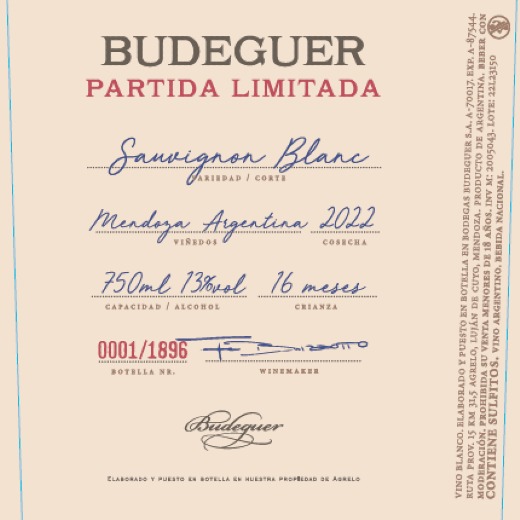 BUDEGUER
PARTIDA LIMITADA
Sauvignon Blanc
VARIEDAD / CORTE
Mendoza Argentina 2022
VIÑEDOS COSECHA
750ml 13%vol 16 meses
CAPACIDAD / ALCOHOL CRIANZA
0001/1896
BOTELLA NR. WINEMAKER
Budeguer
ELABORADO Y PUESTO EN BOTELLA EN NUESTRA PROPIEDAD DE AGRELO
VINO BLANCO. ELABORADO Y PUESTO EN BOTELLA EN BODEGAS BUDEGUER S.A. A-70017. EXP. A-87544.
RUTA PROV. 15 KM 31,5 AGRELO, LUJÁN DE CUYO, MENDOZA. PRODUCTO DE ARGENTINA. BEBER CON
MODERACIÓN. PROHIBIDA SU VENTA MENORES DE 18 AÑOS. INV Mº: 2005043. LOTE: 22L23150
CONTIENE SULFITOS. VINO ARGENTINO. BEBIDA NACIONAL.